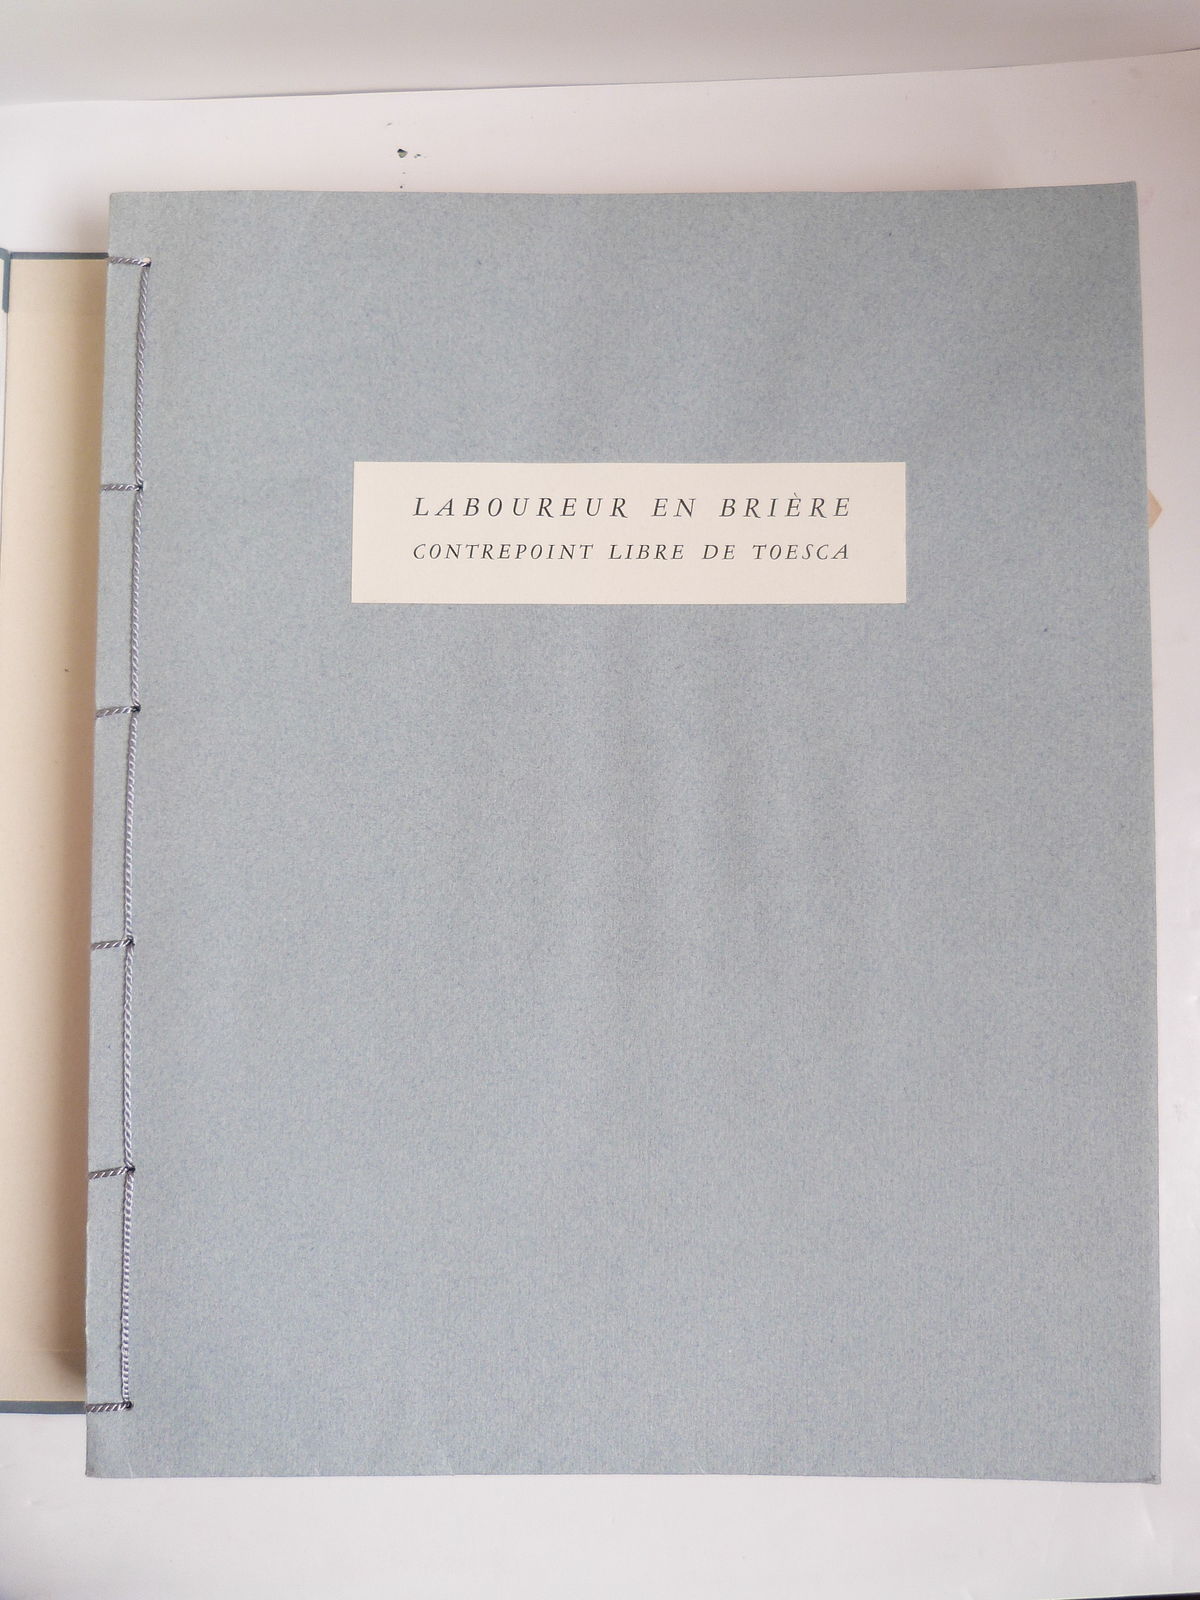 LABOUREUR EN BRIÈRE
CONTREPOINT LIBRE DE TOESCA